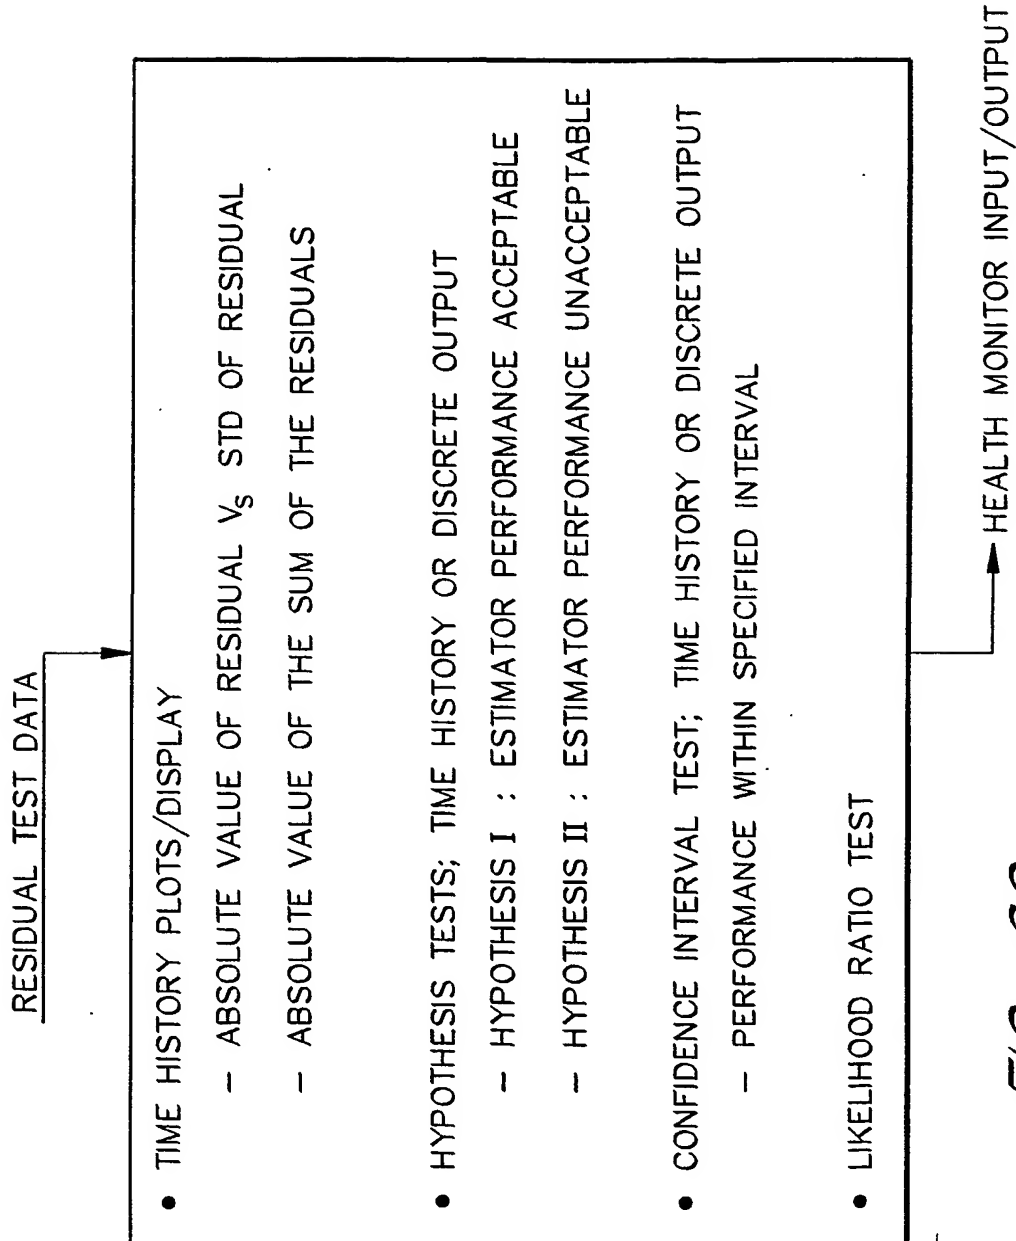 RESIDUAL TEST DATA
• TIME HISTORY PLOTS/DISPLAY
– ABSOLUTE VALUE OF RESIDUAL VS STD OF RESIDUAL
– ABSOLUTE VALUE OF THE SUM OF THE RESIDUALS
• HYPOTHESIS TESTS; TIME HISTORY OR DISCRETE OUTPUT
– HYPOTHESIS I : ESTIMATOR PERFORMANCE ACCEPTABLE
– HYPOTHESIS II : ESTIMATOR PERFORMANCE UNACCEPTABLE
• CONFIDENCE INTERVAL TEST; TIME HISTORY OR DISCRETE OUTPUT
– PERFORMANCE WITHIN SPECIFIED INTERVAL
• LIKELIHOOD RATIO TEST
HEALTH MONITOR INPUT/OUTPUT